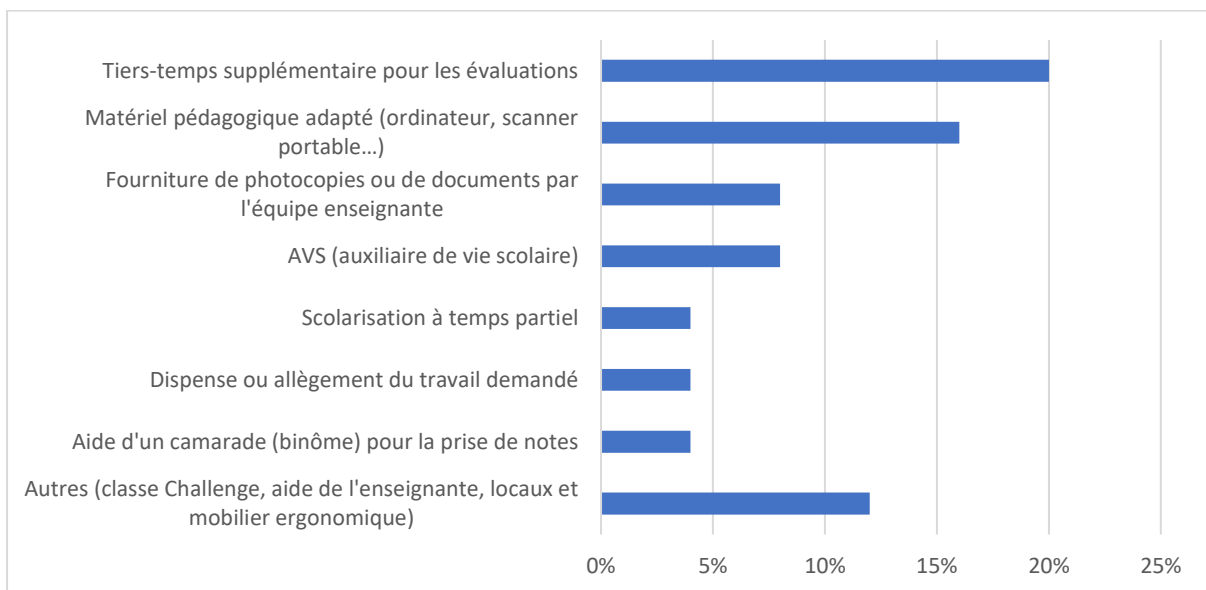 Tiers-temps supplémentaire pour les évaluations
Matériel pédagogique adapté (ordinateur, scanner
portable...)
Fourniture de photocopies ou de documents par
l'équipe enseignante
AVS (auxiliaire de vie scolaire)
Scolarisation à temps partiel
Dispense ou allègement du travail demandé
Aide d'un camarade (binôme) pour la prise de notes
Autres (classe Challenge, aide de l'enseignante, locaux et
mobilier ergonomique)
0% 5% 10% 15% 20% 25%